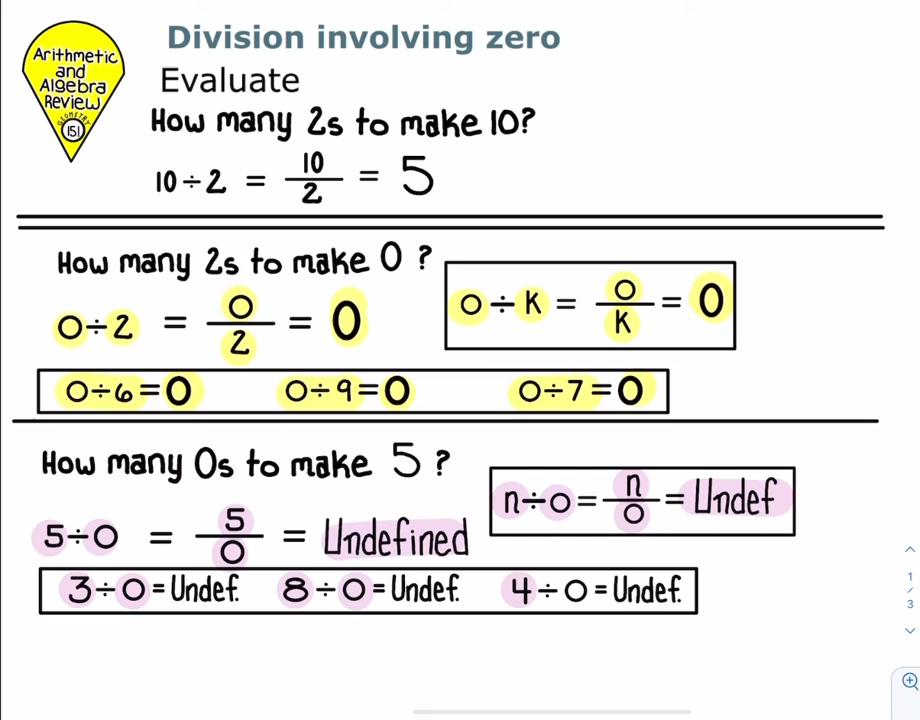 Arithmetic
and
Algebra
Review
GEOMETRY
151
Division involving zero
Evaluate
How many 2s to make 10?
10 ÷ 2 = 10/2 = 5
How many 2s to make 0 ?
0 ÷ 2 = 0/2 = 0
0 ÷ K = 0/K = 0
0 ÷ 6 = 0 0 ÷ 9 = 0 0 ÷ 7 = 0
How many 0s to make 5 ?
5 ÷ 0 = 5/0 = Undefined
n ÷ 0 = n/0 = Undef
3 ÷ 0 = Undef. 8 ÷ 0 = Undef. 4 ÷ 0 = Undef.
1
/
3